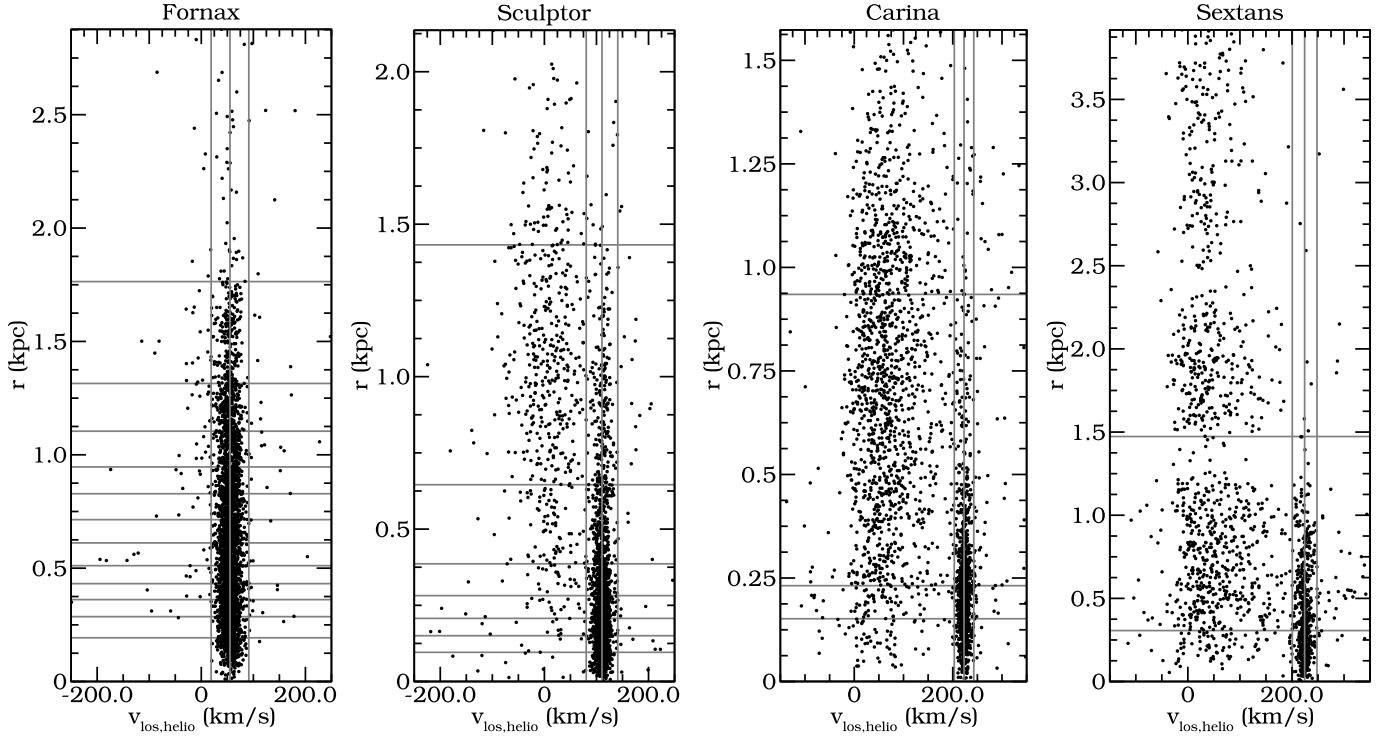 Fornax
r (kpc)
2.5
2.0
1.5
1.0
0.5
0
-200.0 0 200.0
v_los,helio (km/s)
Sculptor
r (kpc)
2.0
1.5
1.0
0.5
0
-200.0 0 200.0
v_los,helio (km/s)
Carina
r (kpc)
1.5
1.25
1.0
0.75
0.5
0.25
0
0 200.0
v_los,helio (km/s)
Sextans
r (kpc)
3.5
3.0
2.5
2.0
1.5
1.0
0.5
0
0 200.0
v_los,helio (km/s)